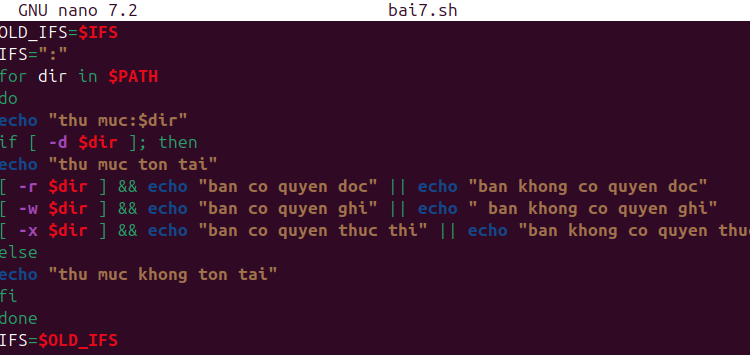 GNU nano 7.2 bai7.sh
OLD_IFS=$IFS
IFS=":"
for dir in $PATH
do
echo "thu muc:$dir"
if [ -d $dir ]; then
echo "thu muc ton tai"
[ -r $dir ] && echo "ban co quyen doc" || echo "ban khong co quyen doc"
[ -w $dir ] && echo "ban co quyen ghi" || echo " ban khong co quyen ghi"
[ -x $dir ] && echo "ban co quyen thuc thi" || echo "ban khong co quyen
else
echo "thu muc khong ton tai"
fi
done
IFS=$OLD_IFS